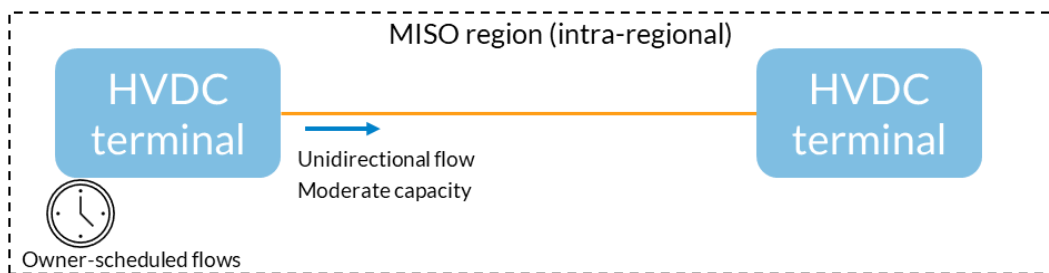 MISO region (intra-regional)
HVDC
terminal
HVDC
terminal
Unidirectional flow
Moderate capacity
Owner-scheduled flows